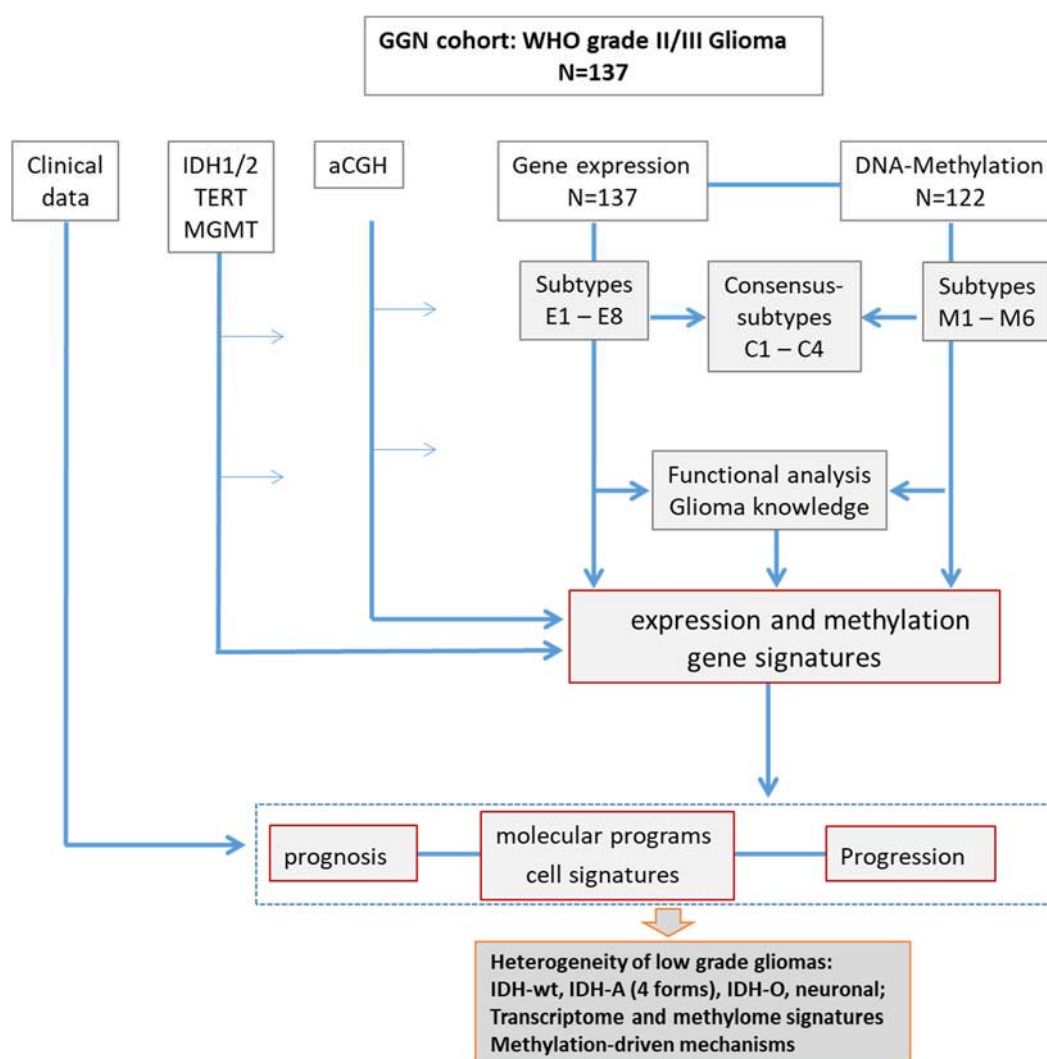 GGN cohort: WHO grade II/III Glioma
N=137
Clinical
data
IDH1/2
TERT
MGMT
aCGH
Gene expression
N=137
DNA-Methylation
N=122
Subtypes
E1 – E8
Consensus-
subtypes
C1 – C4
Subtypes
M1 – M6
Functional analysis
Glioma knowledge
expression and methylation
gene signatures
prognosis
molecular programs
cell signatures
Progression
Heterogeneity of low grade gliomas:
IDH-wt, IDH-A (4 forms), IDH-O, neuronal;
Transcriptome and methylome signatures
Methylation-driven mechanisms